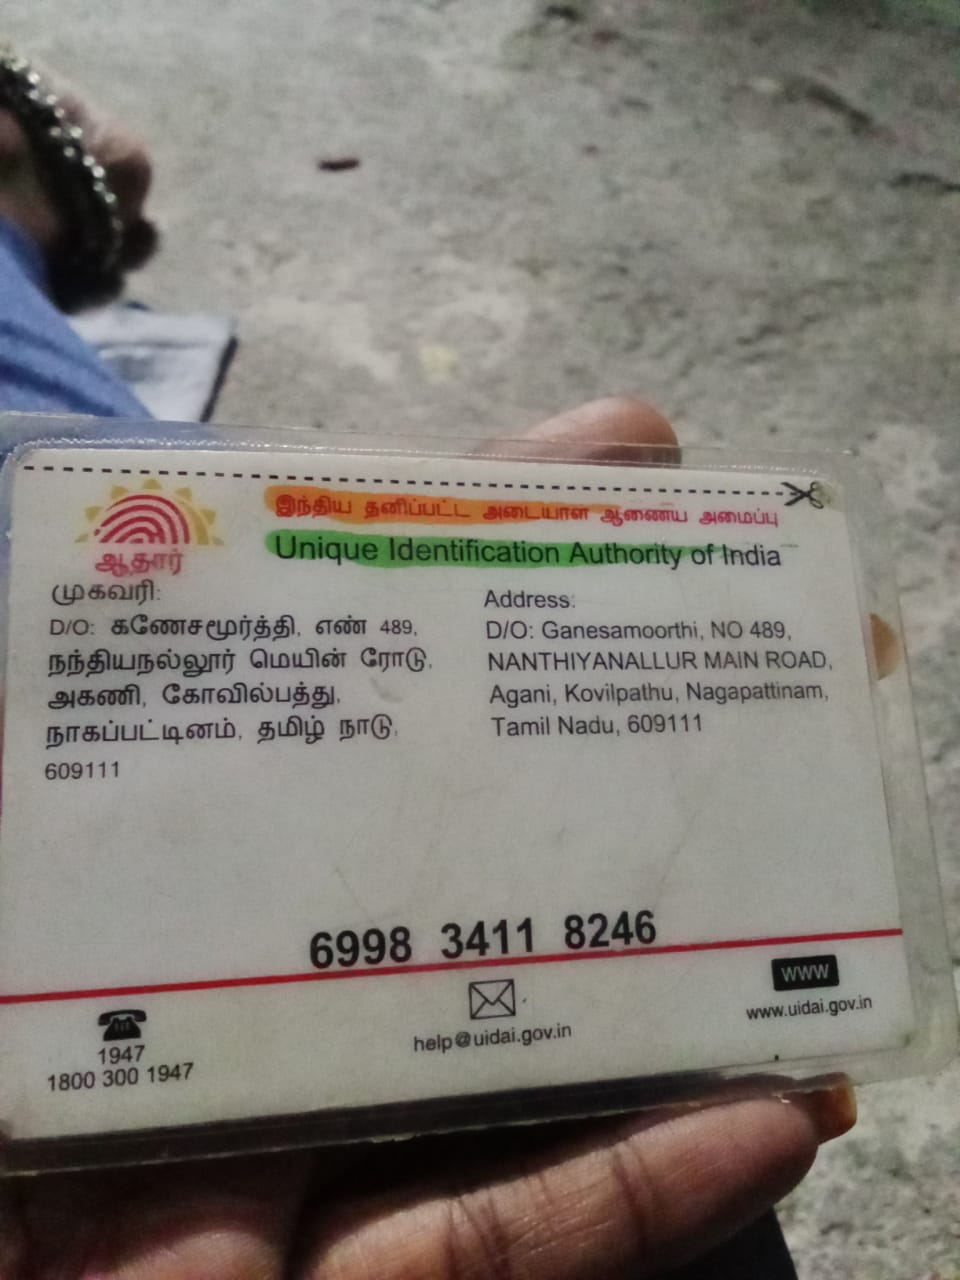 இந்திய தனிப்பட்ட அடையாள ஆணைய அமைப்பு
Unique Identification Authority of India
ஆதார்
முகவரி:
D/O: கணேசமூர்த்தி, எண் 489,
நந்தியநல்லூர் மெயின் ரோடு,
அகணி, கோவில்பத்து,
நாகப்பட்டினம், தமிழ் நாடு,
609111
Address:
D/O: Ganesamoorthi, NO 489,
NANTHIYANALLUR MAIN ROAD,
Agani, Kovilpathu, Nagapattinam,
Tamil Nadu, 609111
6998 3411 8246
1947
1800 300 1947
help@uidai.gov.in
www
www.uidai.gov.in